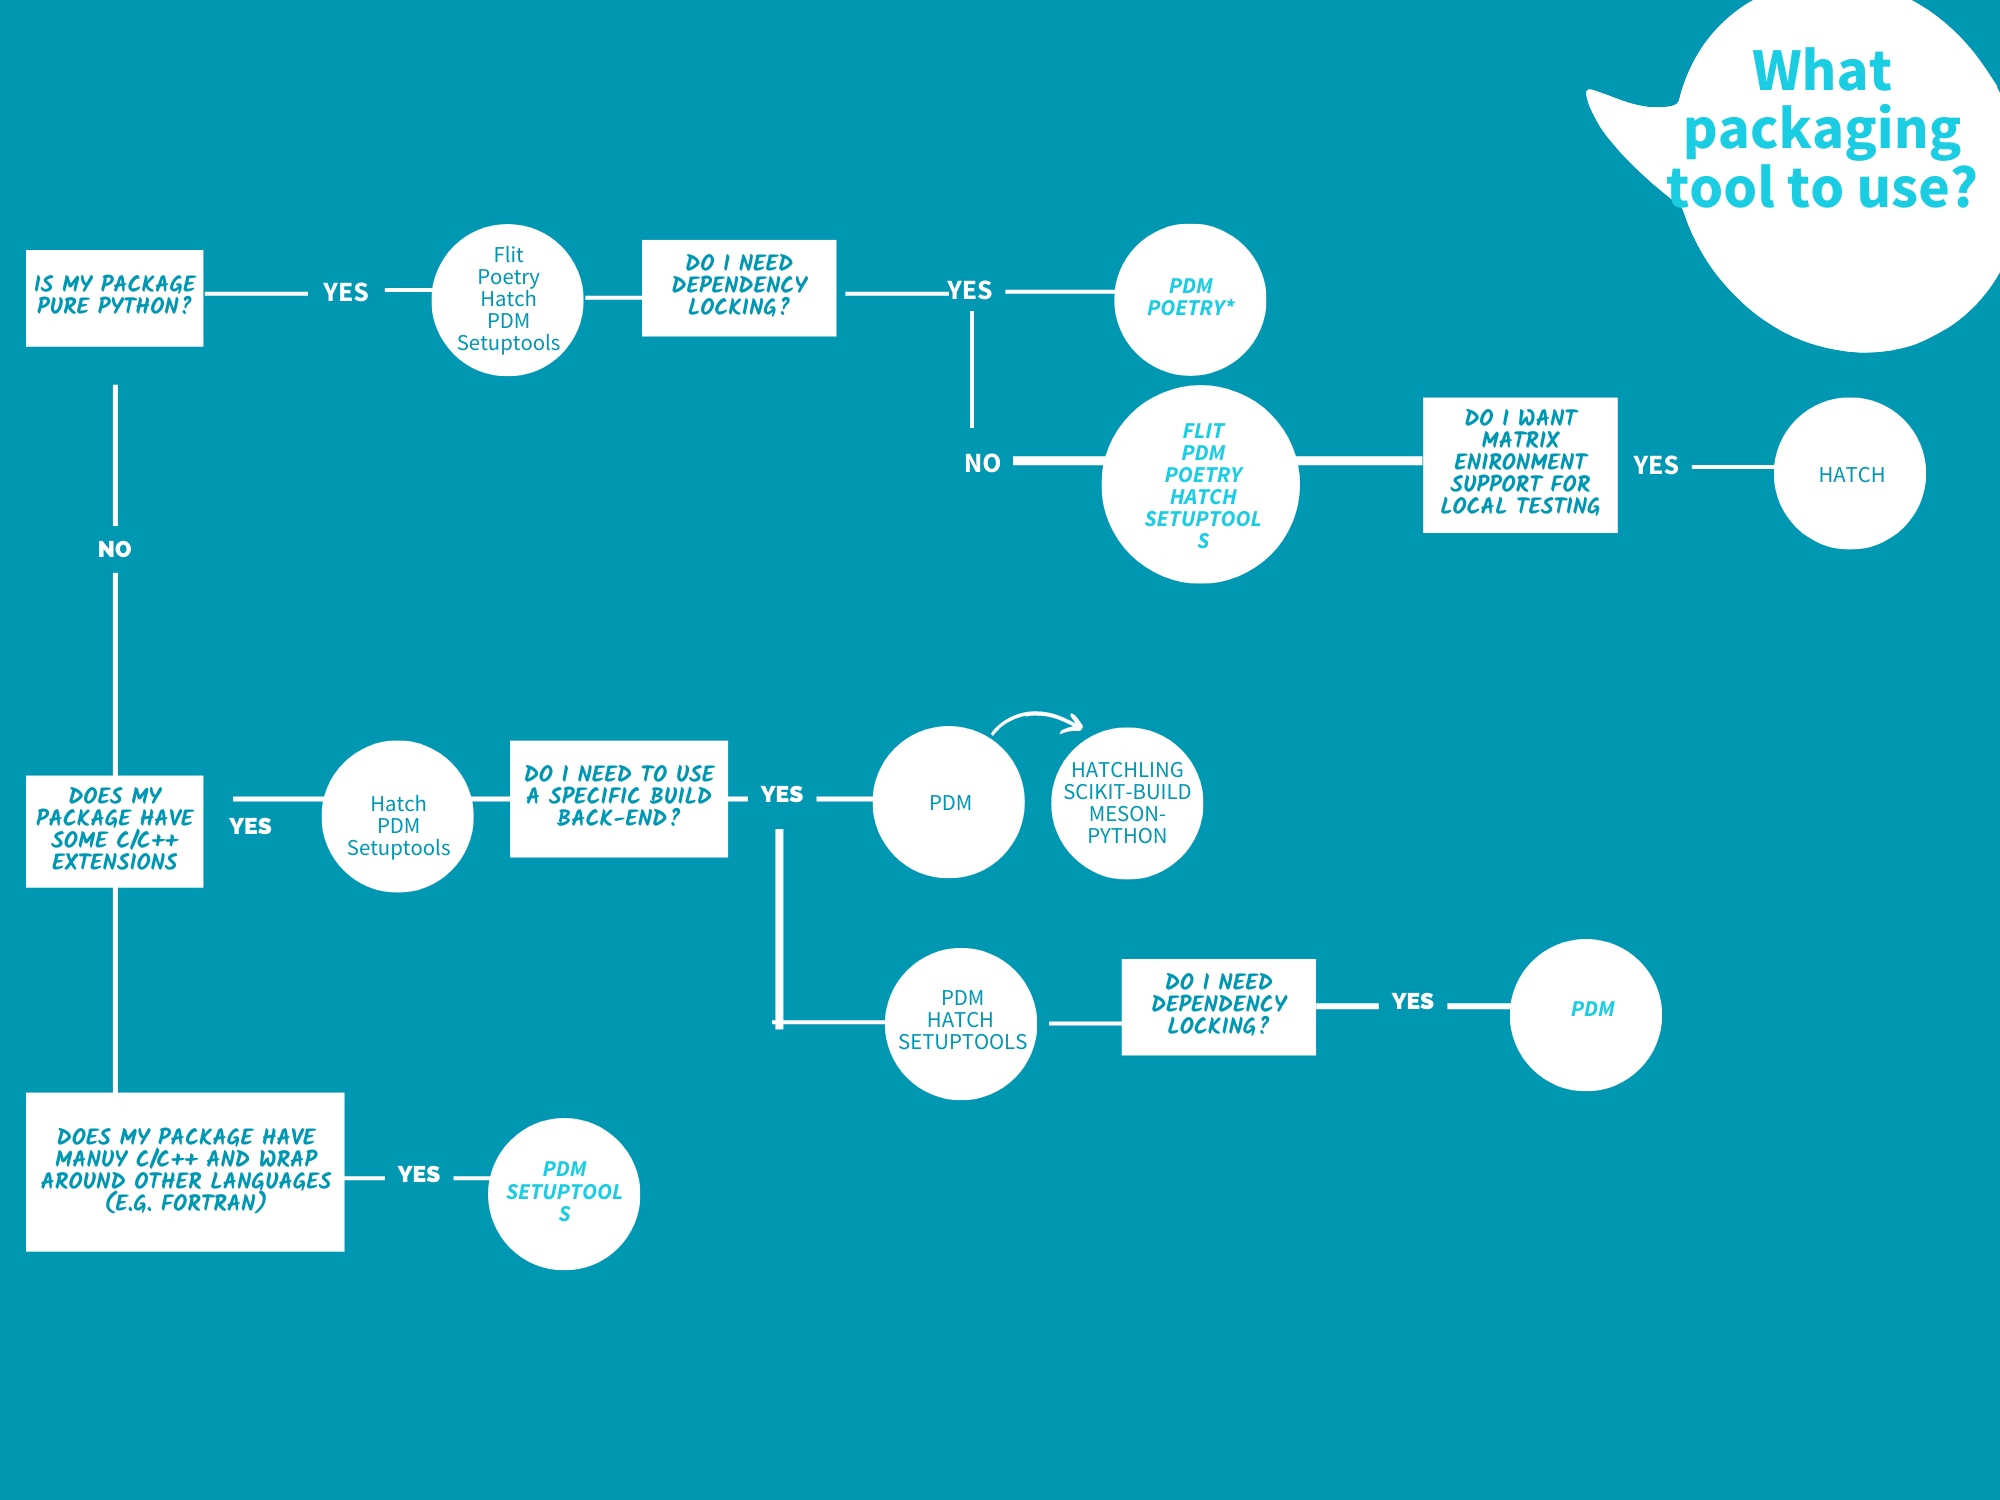 What
packaging
tool to use?
IS MY PACKAGE
PURE PYTHON?
YES
Flit
Poetry
Hatch
PDM
Setuptools
DO I NEED
DEPENDENCY
LOCKING?
YES
PDM
POETRY*
NO
FLIT
PDM
POETRY
HATCH
SETUPTOOL
S
DO I WANT
MATRIX
ENIRONMENT
SUPPORT FOR
LOCAL TESTING
YES
HATCH
NO
DOES MY
PACKAGE HAVE
SOME C/C++
EXTENSIONS
YES
Hatch
PDM
Setuptools
DO I NEED TO USE
A SPECIFIC BUILD
BACK-END?
YES
PDM
HATCHLING
SCIKIT-BUILD
MESON-
PYTHON
PDM
HATCH
SETUPTOOLS
DO I NEED
DEPENDENCY
LOCKING?
YES
PDM
DOES MY PACKAGE HAVE
MANUY C/C++ AND WRAP
AROUND OTHER LANGUAGES
(E.G. FORTRAN)
YES
PDM
SETUPTOOL
S